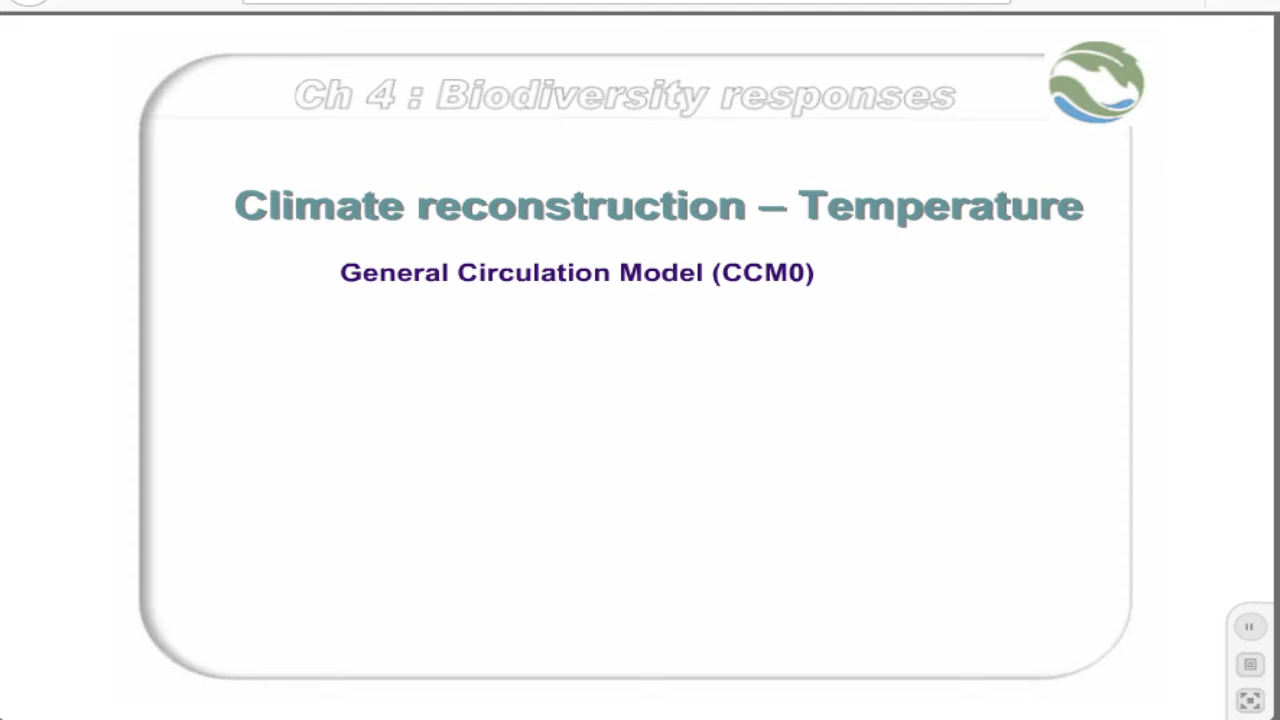 Ch 4 : Biodiversity responses
Climate reconstruction – Temperature
General Circulation Model (CCM0)